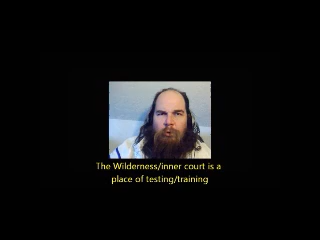 The Wilderness/inner court is a
place of testing/training